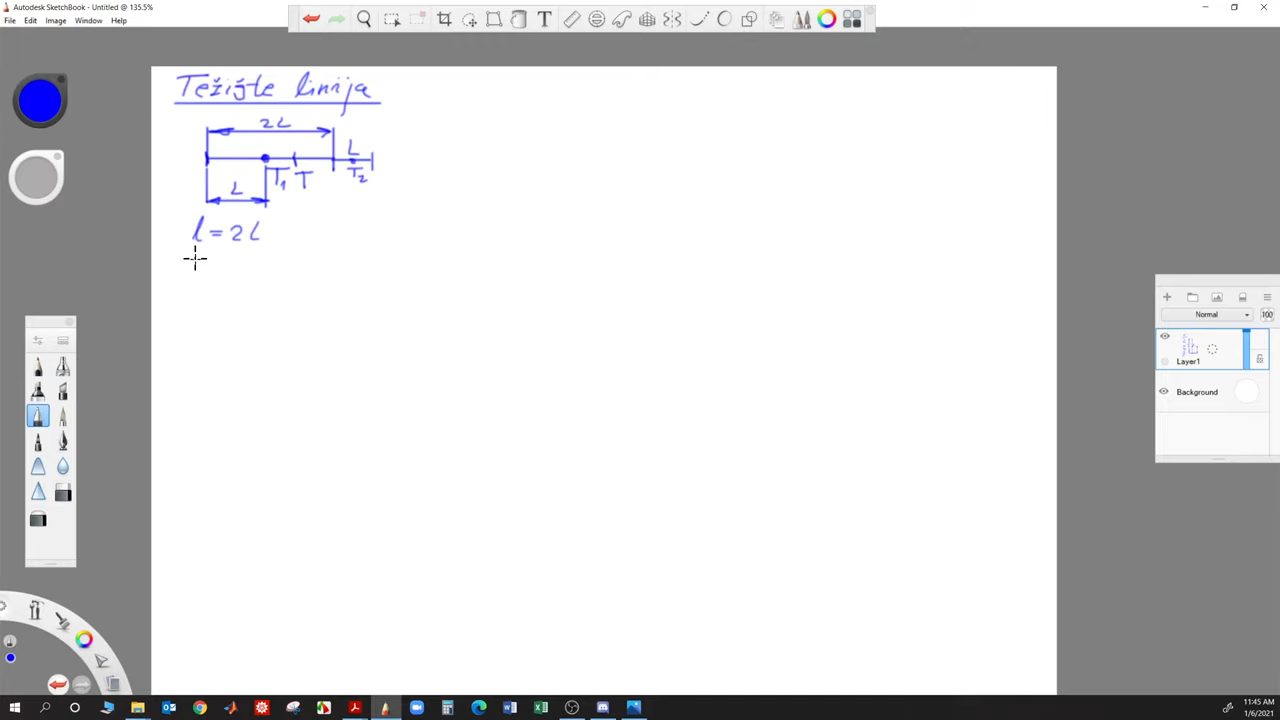 Autodesk SketchBook - Untitled @ 135.5%
File Edit Image Window Help
Težište linija
2L
L
T1 T T2
L
l = 2L
Normal 100
Layer1
Background
11:45 AM
1/6/2021